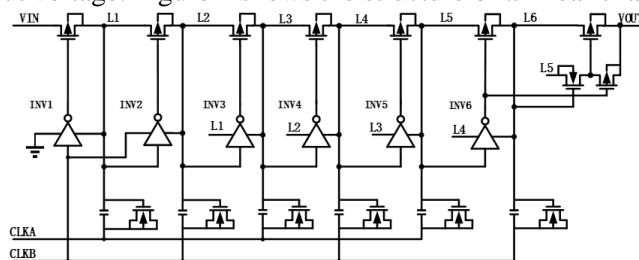 VIN L1 L2 L3 L4 L5 L6 VOUT
L5
INV1 INV2 INV3 INV4 INV5 INV6
L1 L2 L3 L4
CLKA
CLKB